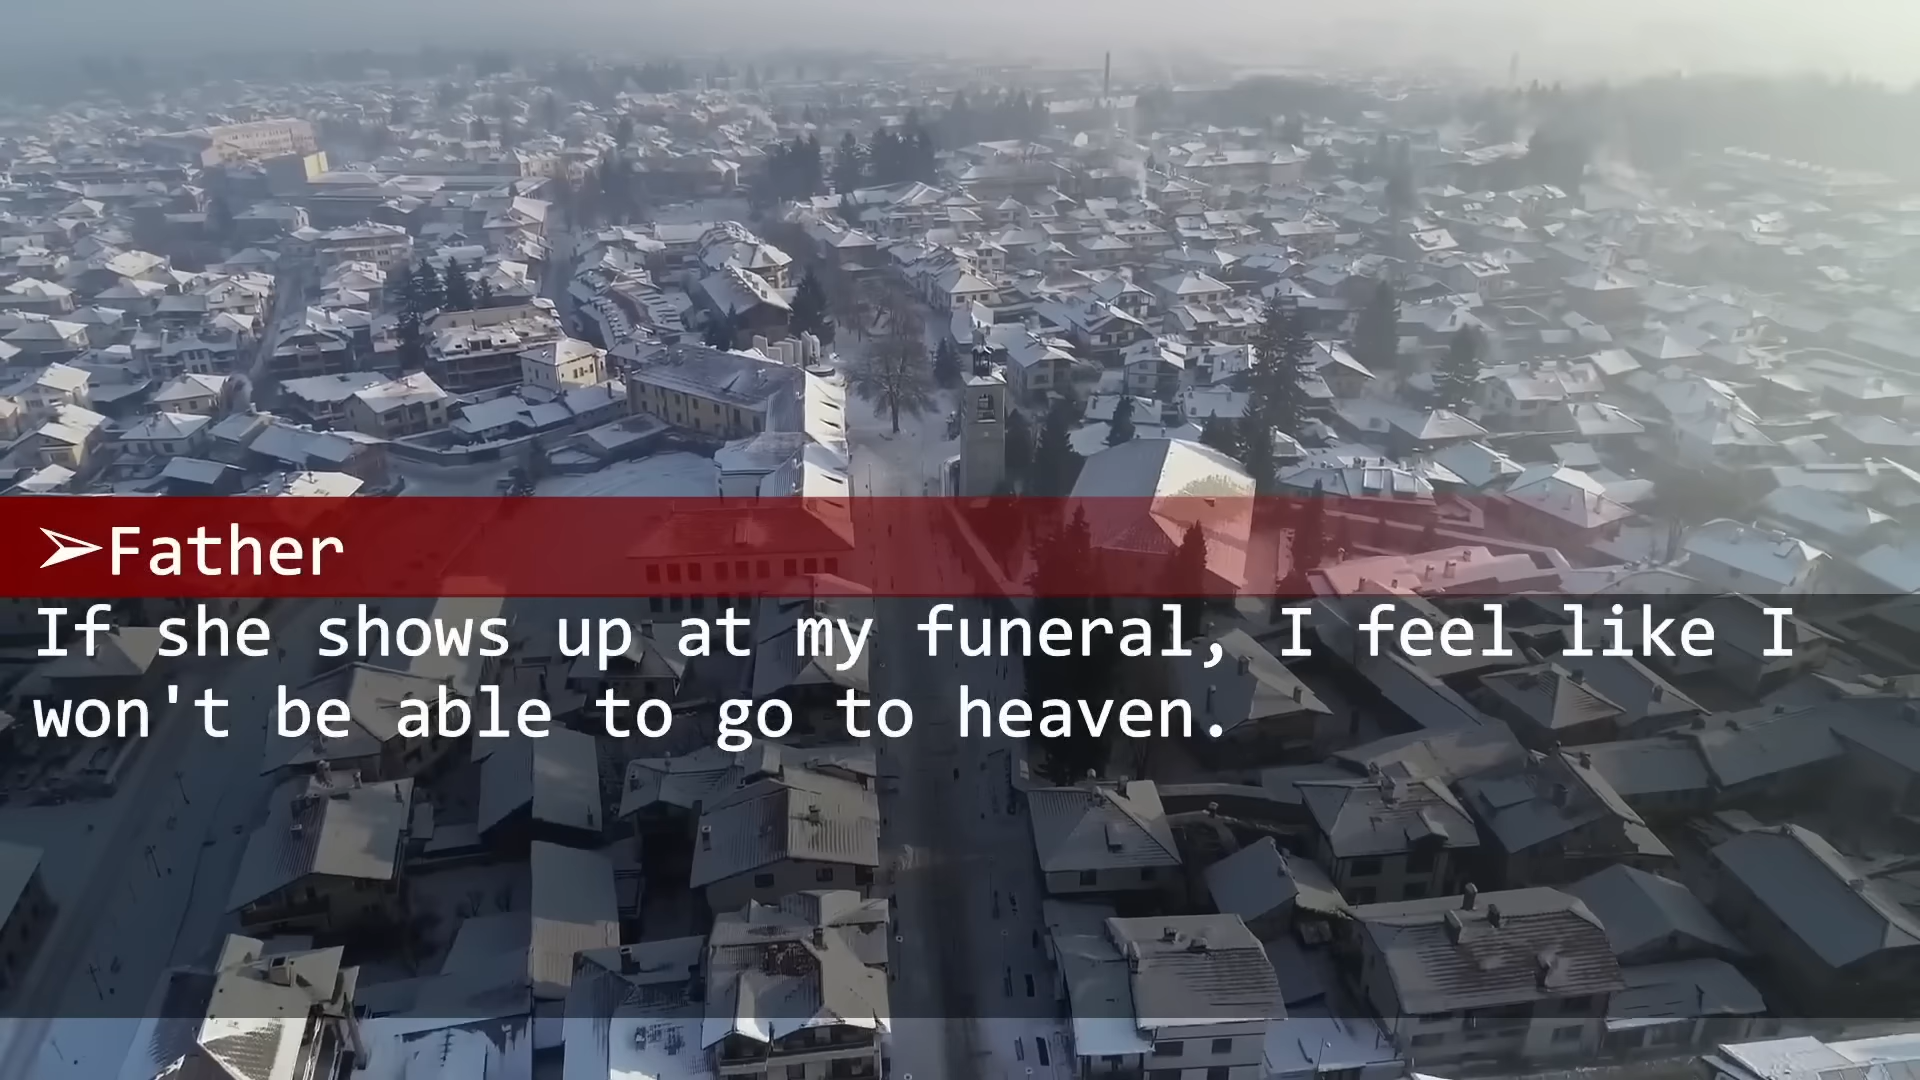 ➢Father
If she shows up at my funeral, I feel like I
won't be able to go to heaven.